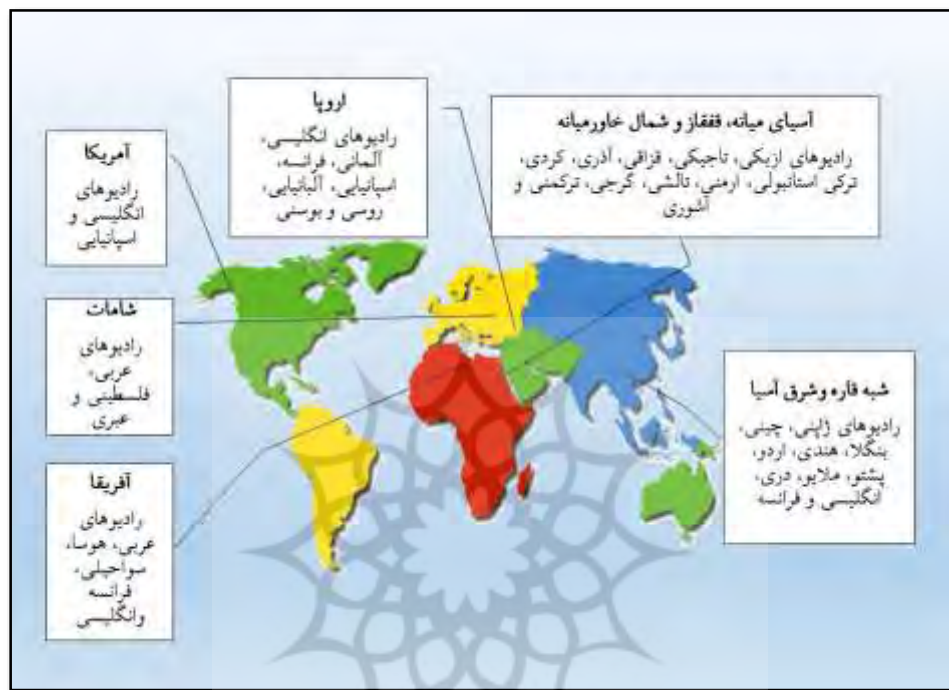 آسیای میانه، قفقاز و شمال خاورمیانه
رادیوهای ازبکی، تاجیکی، قزاقی، آذری، کردی،
ترکی استانبولی، ارمنی، تالشی، گرجی، ترکمنی و
آشوری
اروپا
رادیوهای انگلیسی،
آلمانی، فرانسه،
اسپانیایی، آلبانیایی،
روسی و بوسنی
آمریکا
رادیوهای
انگلیسی و
اسپانیایی
شامات
رادیوهای
عربی،
فلسطینی و
عبری
شبه قاره وشرق آسیا
رادیوهای ژاپنی، چینی،
بنگلا، هندی، اردو،
پشتو، ملایو، دری،
انگلیسی و فرانسه
آفریقا
رادیوهای
عربی، هوسا،
سواحیلی،
فرانسه
وانگلیسی